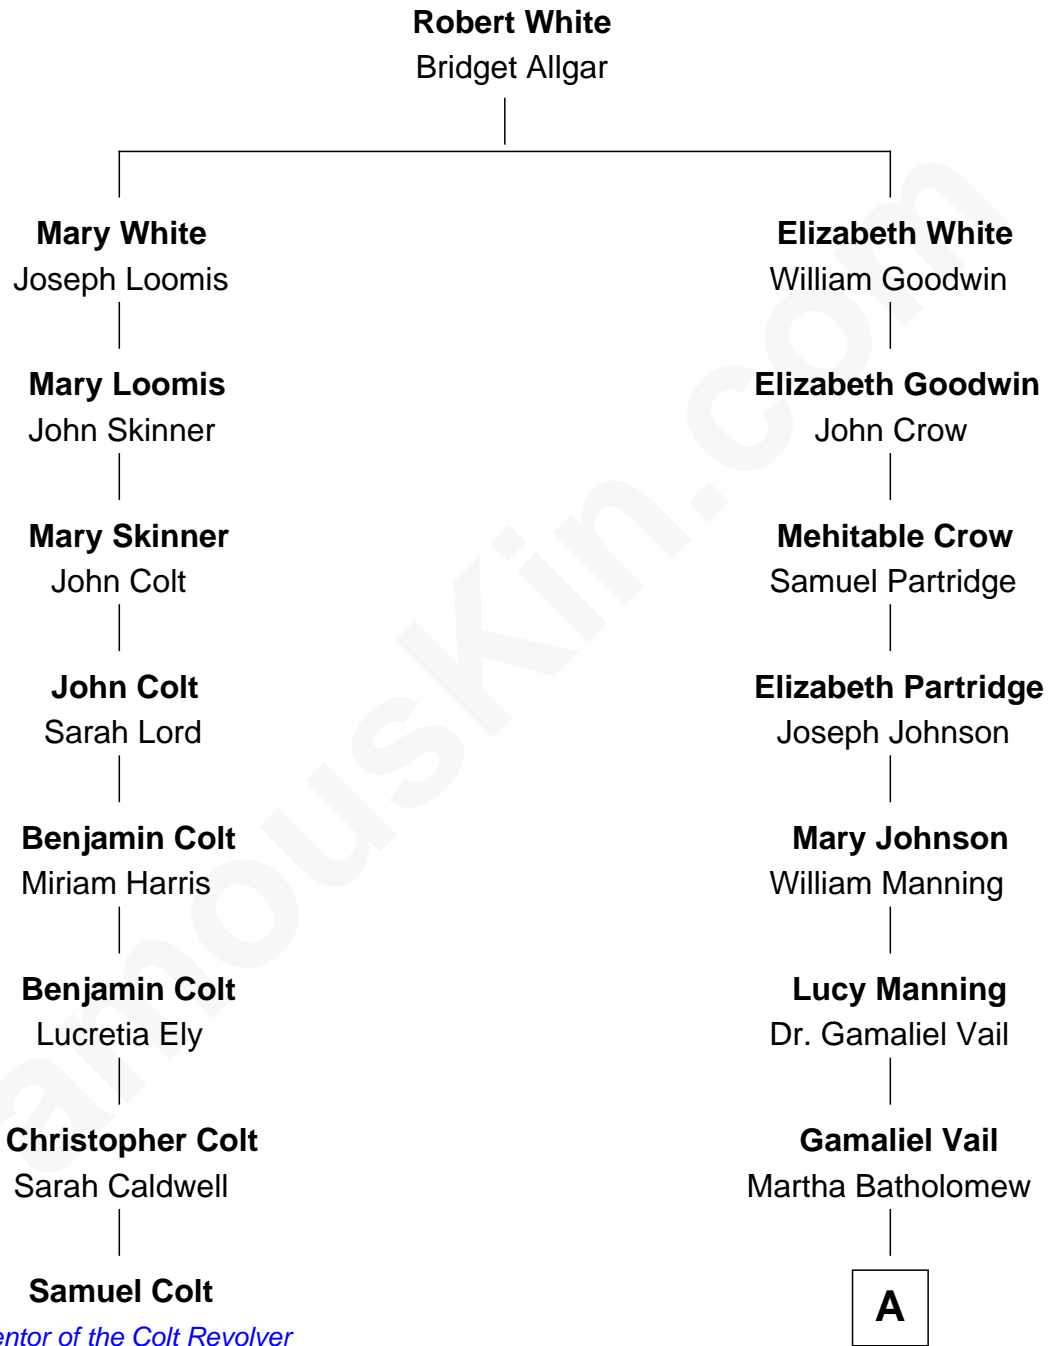 Robert White
Bridget Allgar
Mary White
Joseph Loomis
Elizabeth White
William Goodwin
Mary Loomis
John Skinner
Elizabeth Goodwin
John Crow
Mary Skinner
John Colt
Mehitable Crow
Samuel Partridge
John Colt
Sarah Lord
Elizabeth Partridge
Joseph Johnson
Benjamin Colt
Miriam Harris
Mary Johnson
William Manning
Benjamin Colt
Lucretia Ely
Lucy Manning
Dr. Gamaliel Vail
Christopher Colt
Sarah Caldwell
Gamaliel Vail
Martha Batholomew
Samuel Colt
entor of the Colt Revolver
A
amouskin.com